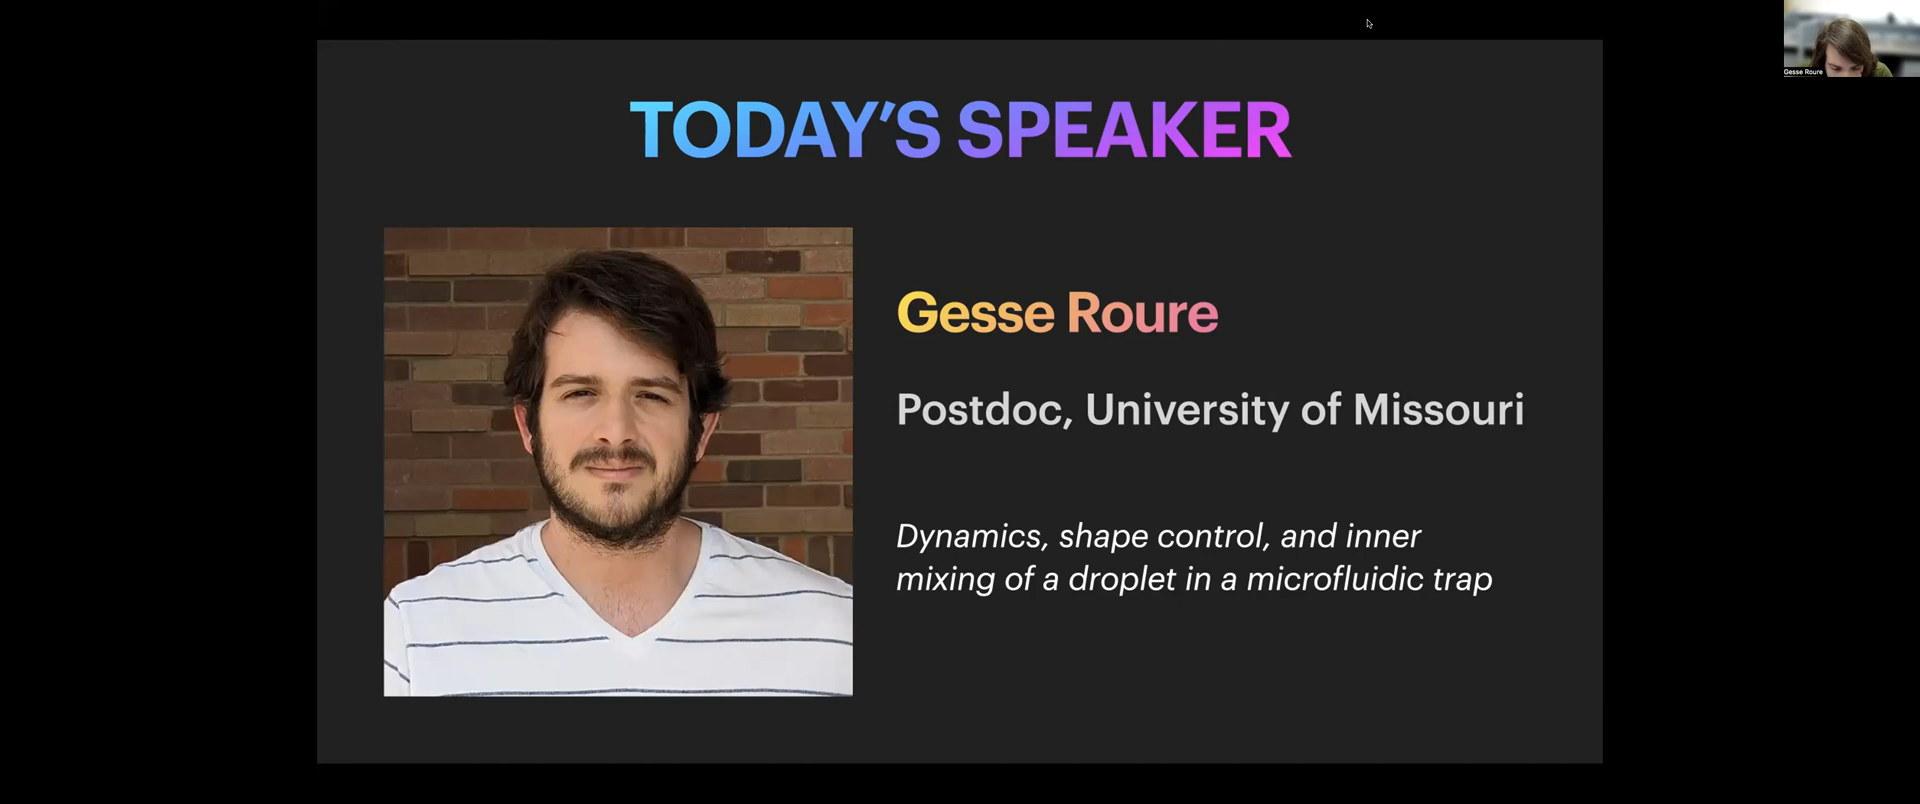 TODAY’S SPEAKER
Gesse Roure
Postdoc, University of Missouri
Dynamics, shape control, and inner
mixing of a droplet in a microfluidic trap
Gesse Roure